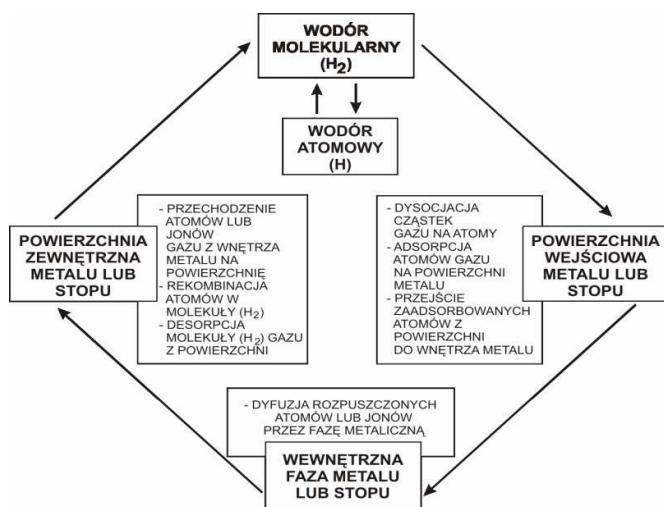 WODÓR
MOLEKULARNY
(H₂)
WODÓR
ATOMOWY
(H)
- PRZECHODZENIE
ATOMÓW LUB
JONÓW
GAZU Z WNĘTRZA
METALU NA
POWIERZCHNIĘ
- REKOMBINACJA
ATOMÓW W
MOLEKUŁY (H₂)
- DESORPCJA
MOLEKUŁY (H₂) GAZU
Z POWIERZCHNI
POWIERZCHNIA
ZEWNĘTRZNA
METALU LUB
STOPU
- DYSOCJACJA
CZĄSTEK
GAZU NA ATOMY
- ADSORPCJA
ATOMÓW GAZU
NA POWIERZCHNI
METALU
- PRZEJŚCIE
ZAADSORBOWANYCH
ATOMÓW Z
POWIERZCHNI
DO WNĘTRZA METALU
POWIERZCHNIA
WEJŚCIOWA
METALU LUB
STOPU
- DYFUZJA ROZPUSZCZONYCH
ATOMÓW LUB JONÓW
PRZEZ FAZĘ METALICZNĄ
WEWNĘTRZNA
FAZA METALU
LUB STOPU